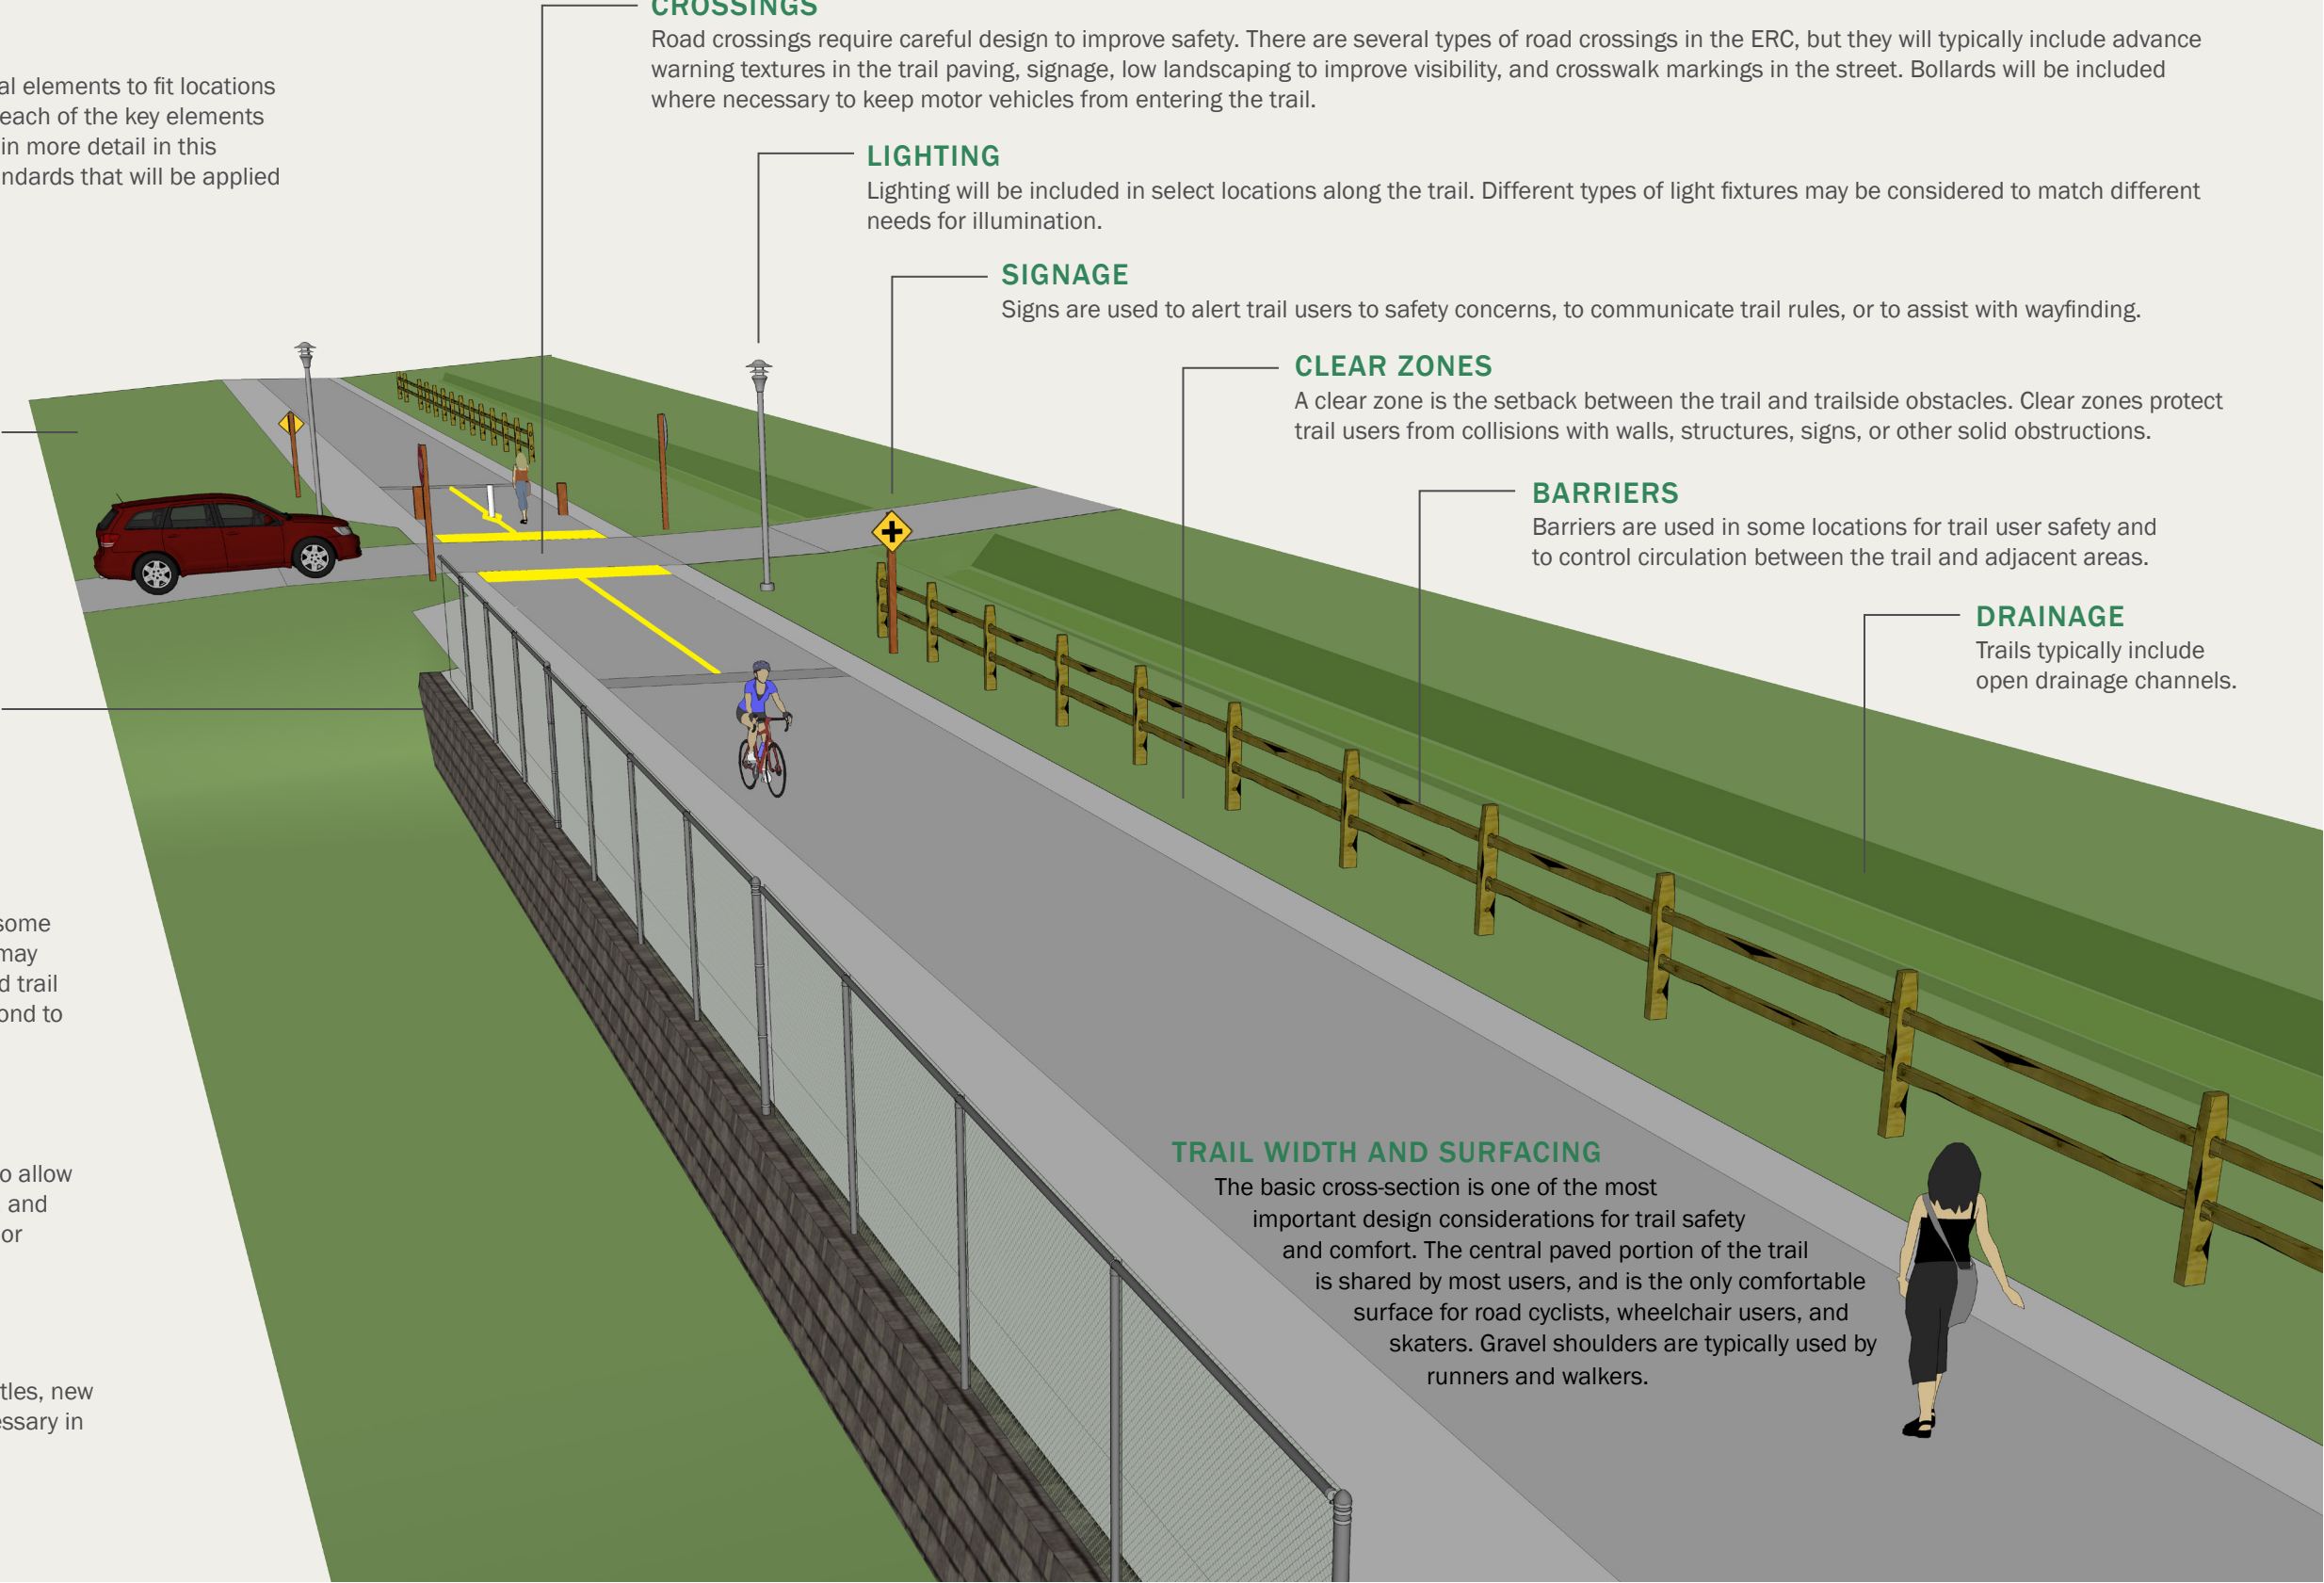 CROSSINGS
Road crossings require careful design to improve safety. There are several types of road crossings in the ERC, but they will typically include advance
warning textures in the trail paving, signage, low landscaping to improve visibility, and crosswalk markings in the street. Bollards will be included
where necessary to keep motor vehicles from entering the trail.
elements to fit locations
each of the key elements
in more detail in this
that will be applied
LIGHTING
Lighting will be included in select locations along the trail. Different types of light fixtures may be considered to match different
needs for illumination.
SIGNAGE
Signs are used to alert trail users to safety concerns, to communicate trail rules, or to assist with wayfinding.
CLEAR ZONES
A clear zone is the setback between the trail and trailside obstacles. Clear zones protect
trail users from collisions with walls, structures, signs, or other solid obstructions.
BARRIERS
Barriers are used in some locations for trail user safety and
to control circulation between the trail and adjacent areas.
DRAINAGE
Trails typically include
open drainage channels.
some
may
trail
to
allow
and
or
new
in
TRAIL WIDTH AND SURFACING
The basic cross-section is one of the most
important design considerations for trail safety
and comfort. The central paved portion of the trail
is shared by most users, and is the only comfortable
surface for road cyclists, wheelchair users, and
skaters. Gravel shoulders are typically used by
runners and walkers.